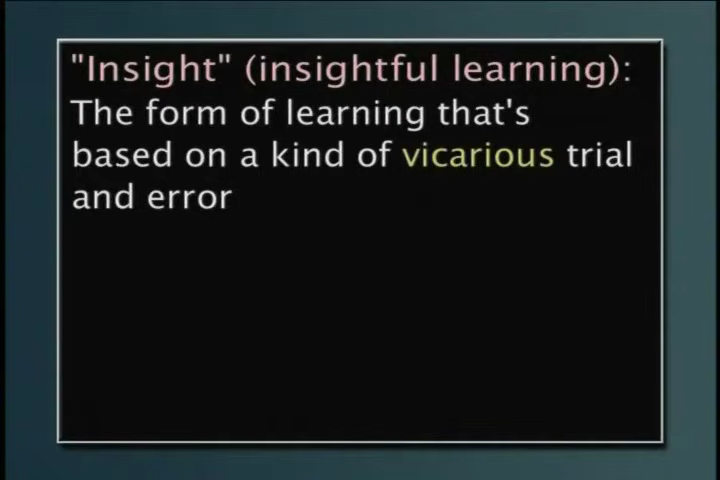 "Insight" (insightful learning):
The form of learning that's
based on a kind of vicarious trial
and error